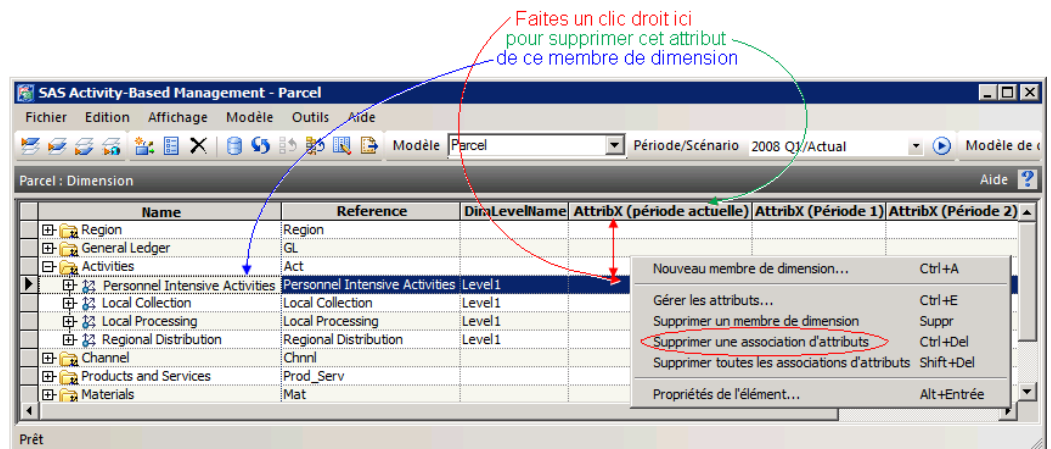 Faites un clic droit ici
pour supprimer cet attribut
de ce membre de dimension
SAS Activity-Based Management - Parcel
Fichier Edition Affichage Modèle Outils Aide
Modèle Parcel Période/Scénario 2008 Q1/Actual Modèle de
Parcel : Dimension Aide ?
Name Reference DimLevelName AttribX (période actuelle) AttribX (Période 1) AttribX (Période 2)
Region Region
General Ledger GL
Activities Act
Personnel Intensive Activities Personnel Intensive Activities Level1
Local Collection Local Collection Level1
Local Processing Local Processing Level1
Regional Distribution Regional Distribution Level1
Channel Chnnl
Products and Services Prod_Serv
Materials Mat
Nouveau membre de dimension... Ctrl+A
Gérer les attributs... Ctrl+E
Supprimer un membre de dimension Suppr
Supprimer une association d'attributs Ctrl+Del
Supprimer toutes les associations d'attributs Shift+Del
Propriétés de l'élément... Alt+Entrée
Prêt